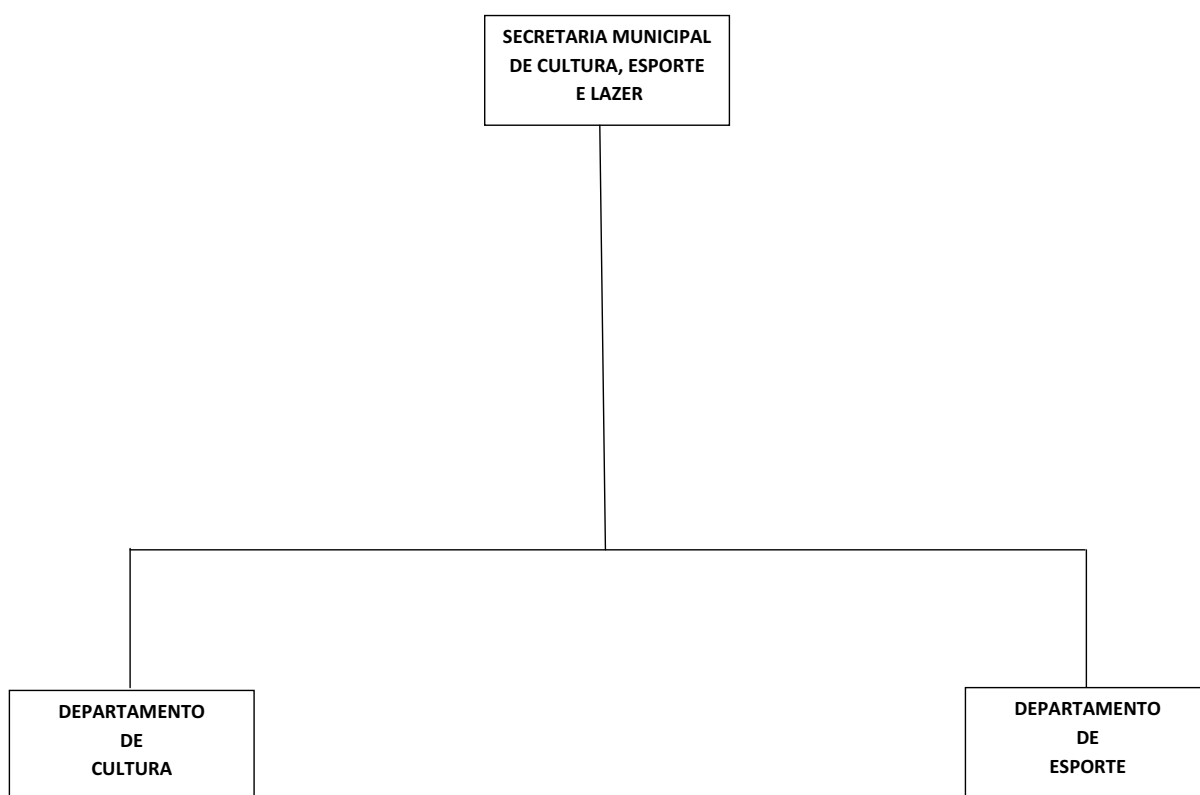 SECRETARIA MUNICIPAL
DE CULTURA, ESPORTE
E LAZER
DEPARTAMENTO
DE
CULTURA
DEPARTAMENTO
DE
ESPORTE